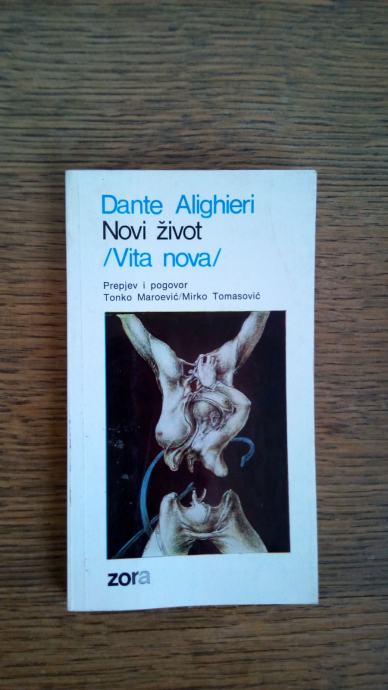 Dante Alighieri
Novi život
/Vita nova/
Prepjev i pogovor
Tonko Maroević/Mirko Tomasović
zora